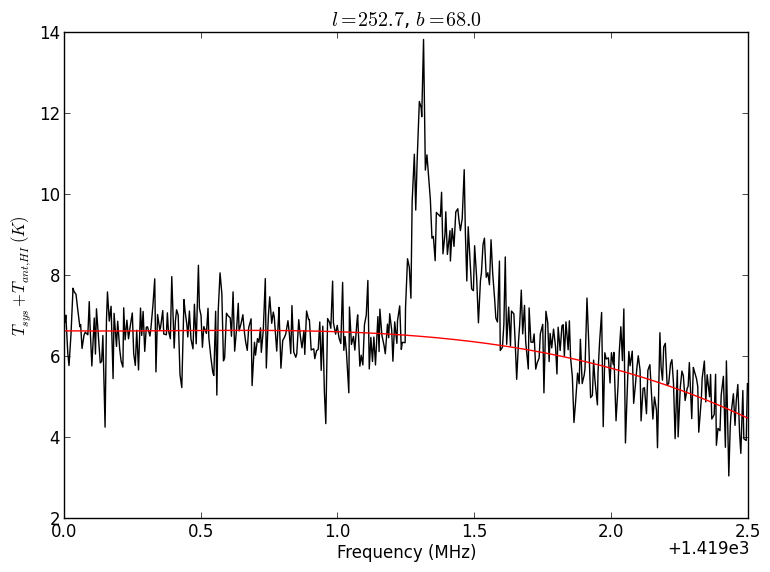 l = 252.7, b = 68.0
14
12
10
8
6
4
2
T_sys + T_ant,HI (K)
0.0 0.5 1.0 1.5 2.0 2.5
Frequency (MHz)
+1.419e3